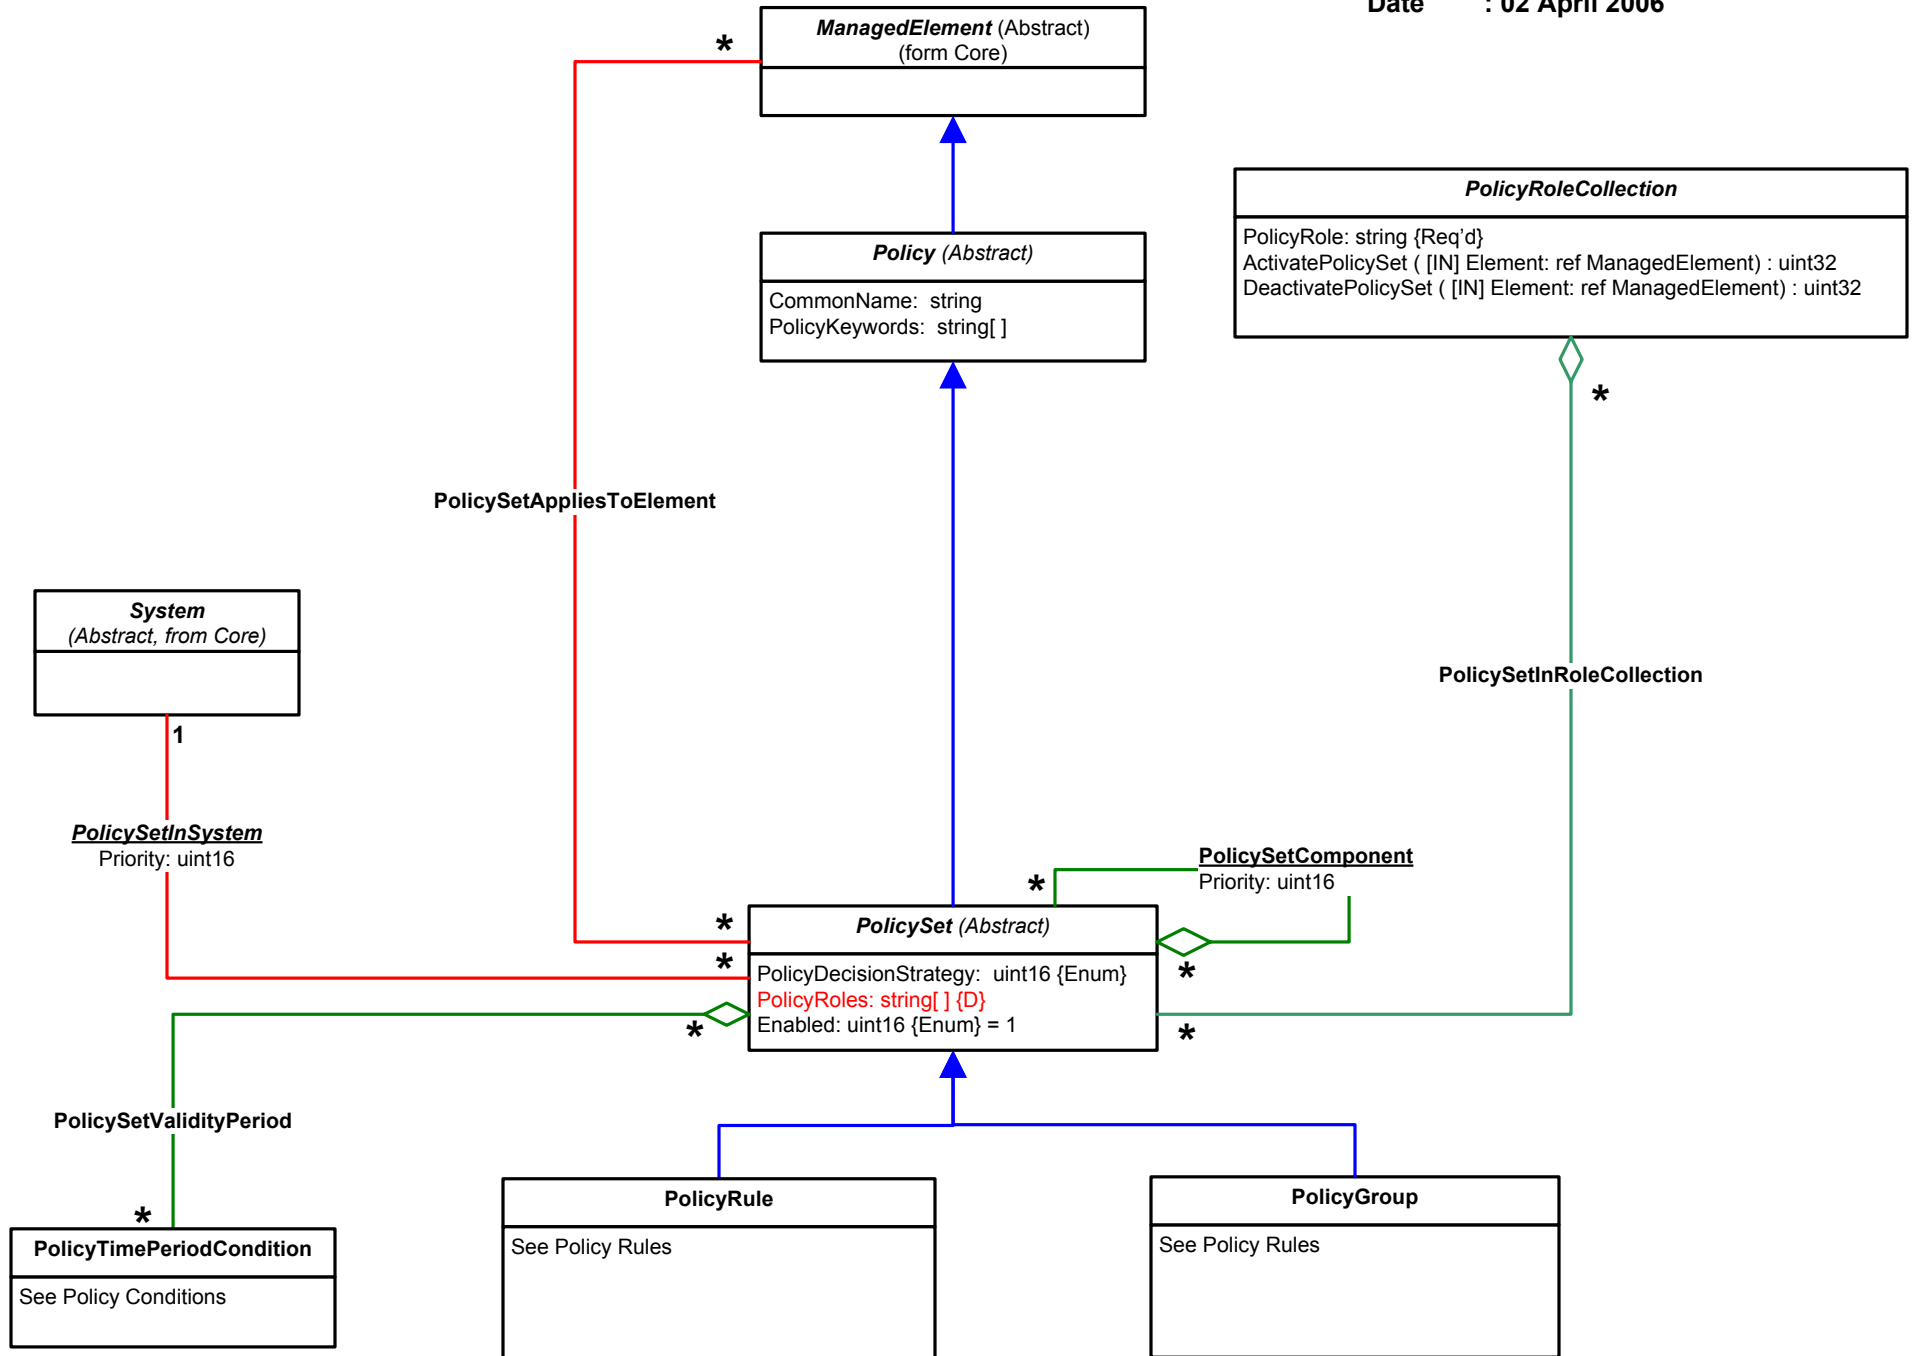 Date : 02 April 2006
ManagedElement (Abstract)
(form Core)
*
PolicyRoleCollection
PolicyRole: string {Req'd}
ActivatePolicySet ( [IN] Element: ref ManagedElement) : uint32
DeactivatePolicySet ( [IN] Element: ref ManagedElement) : uint32
*
Policy (Abstract)
CommonName: string
PolicyKeywords: string[ ]
PolicySetAppliesToElement
System
(Abstract, from Core)
1
PolicySetInRoleCollection
PolicySetInSystem
Priority: uint16
PolicySetComponent
Priority: uint16
*
*
*
PolicySet (Abstract)
PolicyDecisionStrategy: uint16 {Enum}
PolicyRoles: string[ ] {D}
Enabled: uint16 {Enum} = 1
*
*
*
PolicySetValidityPeriod
*
PolicyTimePeriodCondition
See Policy Conditions
PolicyRule
See Policy Rules
PolicyGroup
See Policy Rules